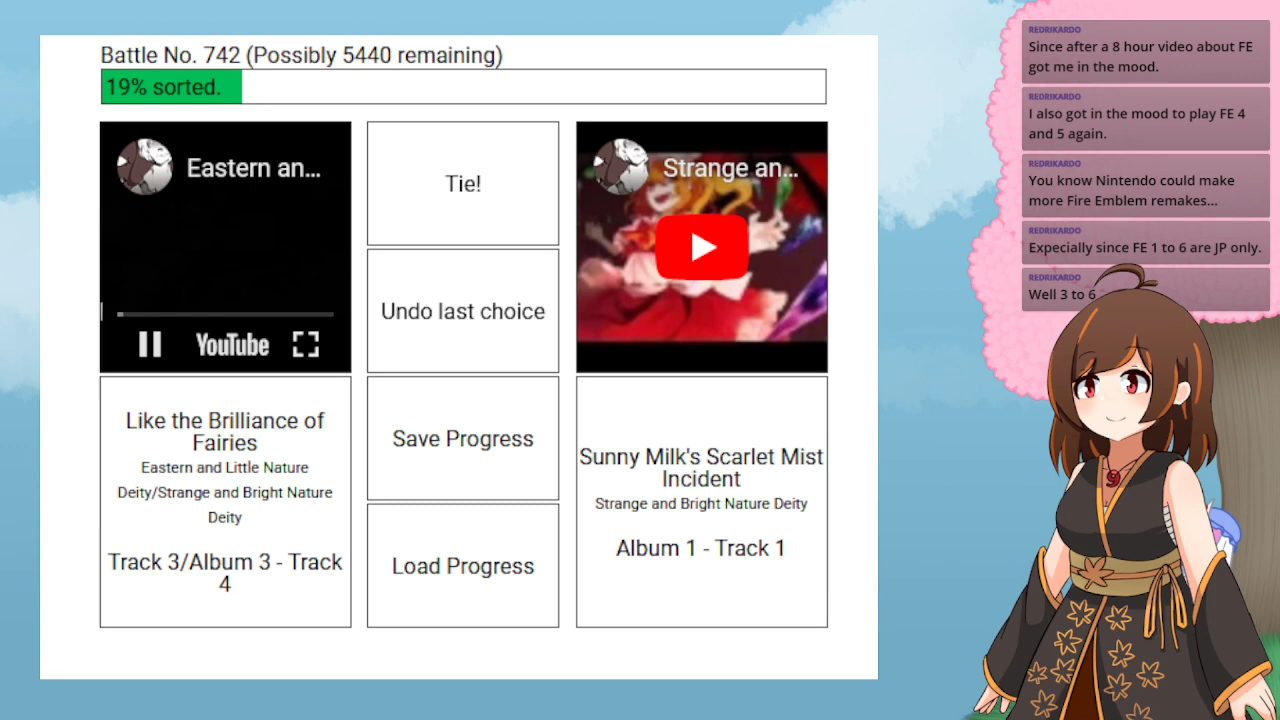 Battle No. 742 (Possibly 5440 remaining)
19% sorted.
Eastern an...
YouTube
Like the Brilliance of
Fairies
Eastern and Little Nature
Deity/Strange and Bright Nature
Deity
Track 3/Album 3 - Track
4
Tie!
Undo last choice
Save Progress
Load Progress
Strange an...
Sunny Milk's Scarlet Mist
Incident
Strange and Bright Nature Deity
Album 1 - Track 1
REDRIKARDO
Since after a 8 hour video about FE
got me in the mood.
REDRIKARDO
I also got in the mood to play FE 4
and 5 again.
REDRIKARDO
You know Nintendo could make
more Fire Emblem remakes...
REDRIKARDO
Expecially since FE 1 to 6 are JP only.
REDRIKARDO
Well 3 to 6
9